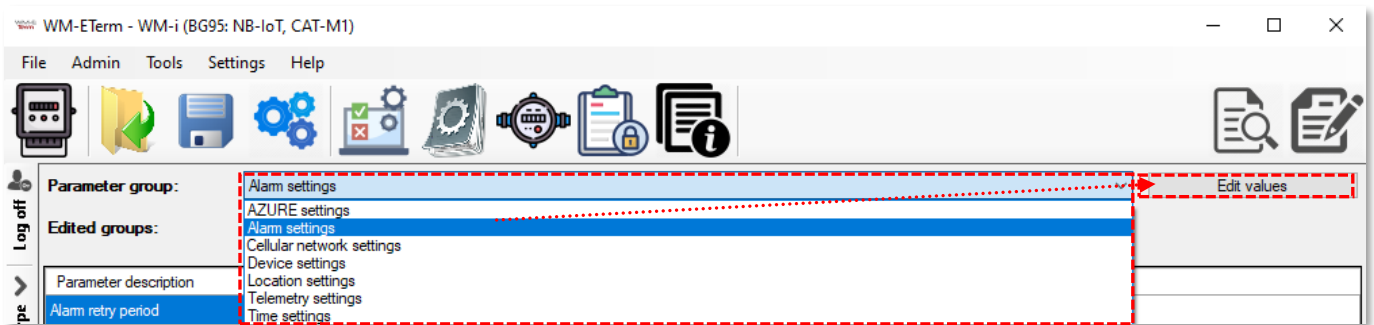 WM-ETerm - WM-i (BG95: NB-IoT, CAT-M1)
File Admin Tools Settings Help
Parameter group:
Alarm settings
Edit values
AZURE settings
Log off
Edited groups:
Alarm settings
Cellular network settings
Device settings
Location settings
Telemetry settings
Time settings
Parameter description
Alarm retry period